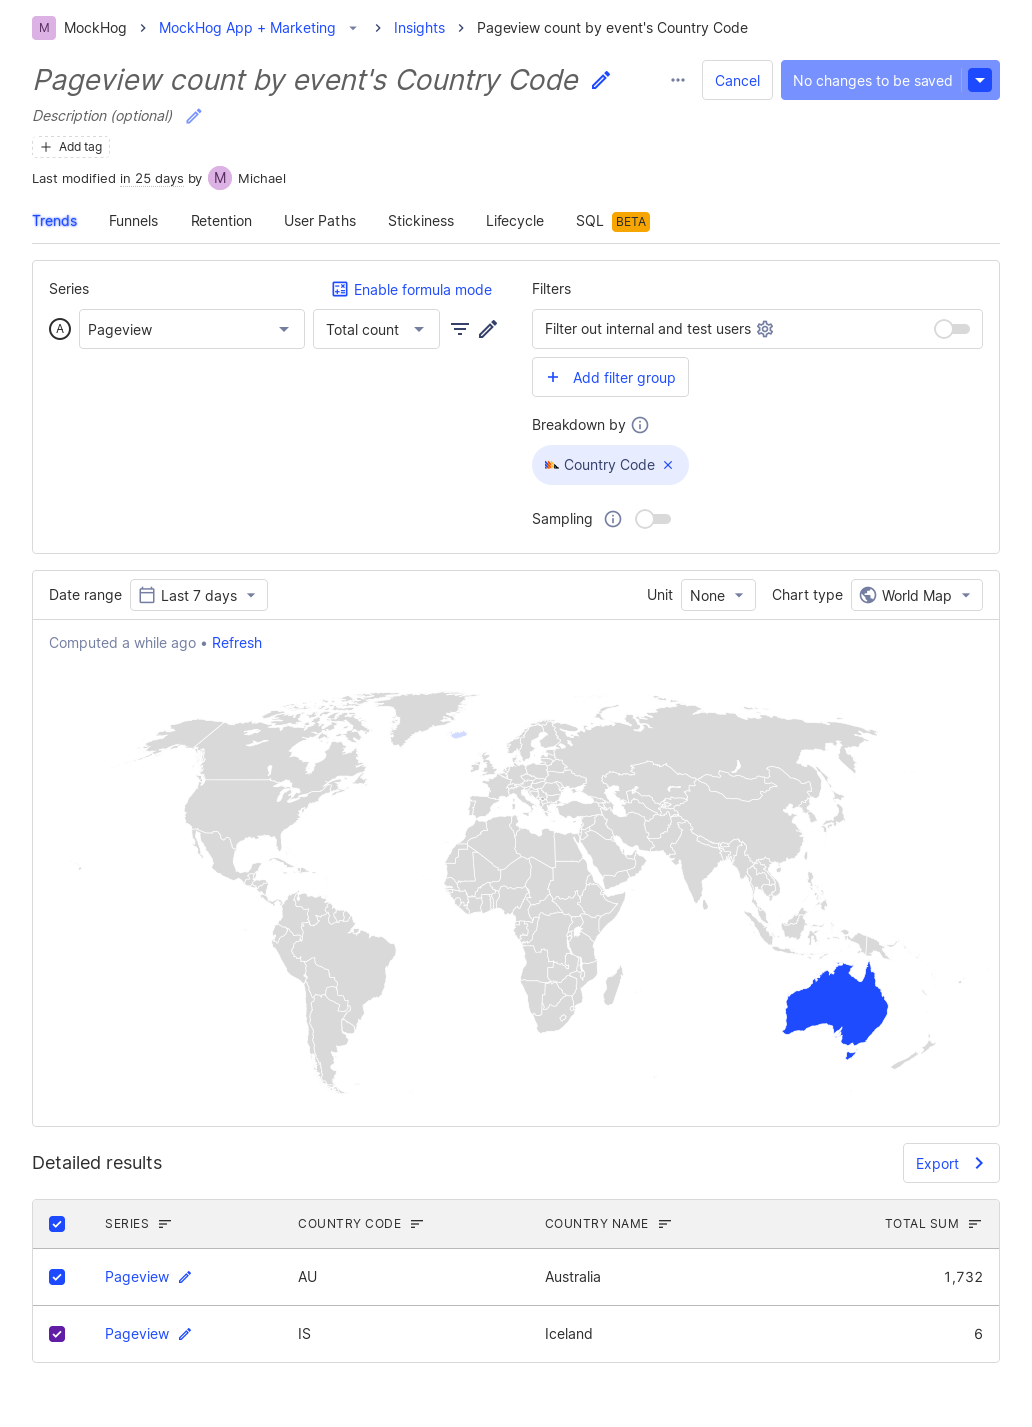 M MockHog > MockHog App + Marketing > Insights > Pageview count by event's Country Code
Pageview count by event's Country Code
Cancel
No changes to be saved
Description (optional)
Add tag
Last modified in 25 days by M Michael
Trends Funnels Retention User Paths Stickiness Lifecycle SQL BETA
Series
Enable formula mode
A Pageview Total count
Filters
Filter out internal and test users
+ Add filter group
Breakdown by
Country Code
Sampling
Date range Last 7 days Unit None Chart type World Map
Computed a while ago • Refresh
Detailed results
Export
SERIES COUNTRY CODE COUNTRY NAME TOTAL SUM
Pageview AU Australia 1,732
Pageview IS Iceland 6